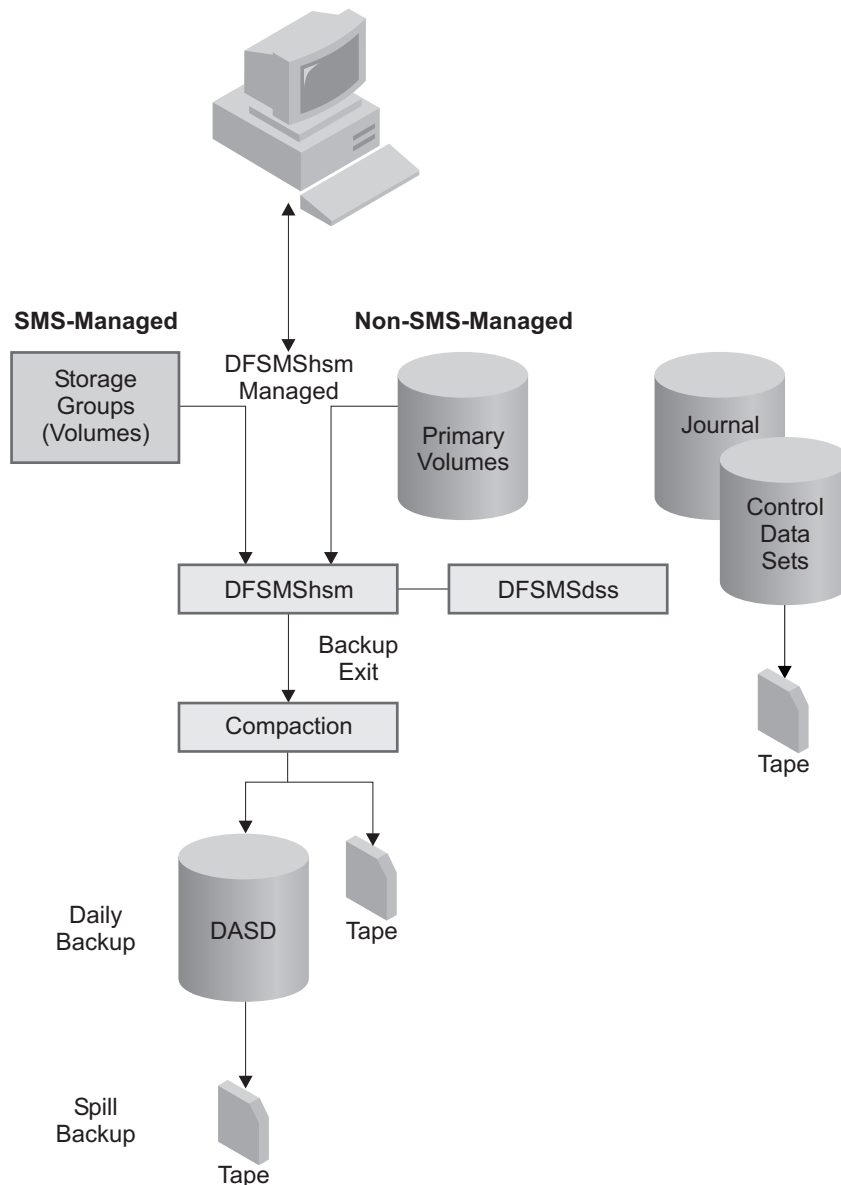 SMS-Managed
Non-SMS-Managed
DFSMShsm
Managed
Storage
Groups
(Volumes)
Primary
Volumes
Journal
Control
Data
Sets
DFSMShsm
DFSMSdss
Backup
Exit
Compaction
Tape
Daily
Backup
DASD
Tape
Spill
Backup
Tape